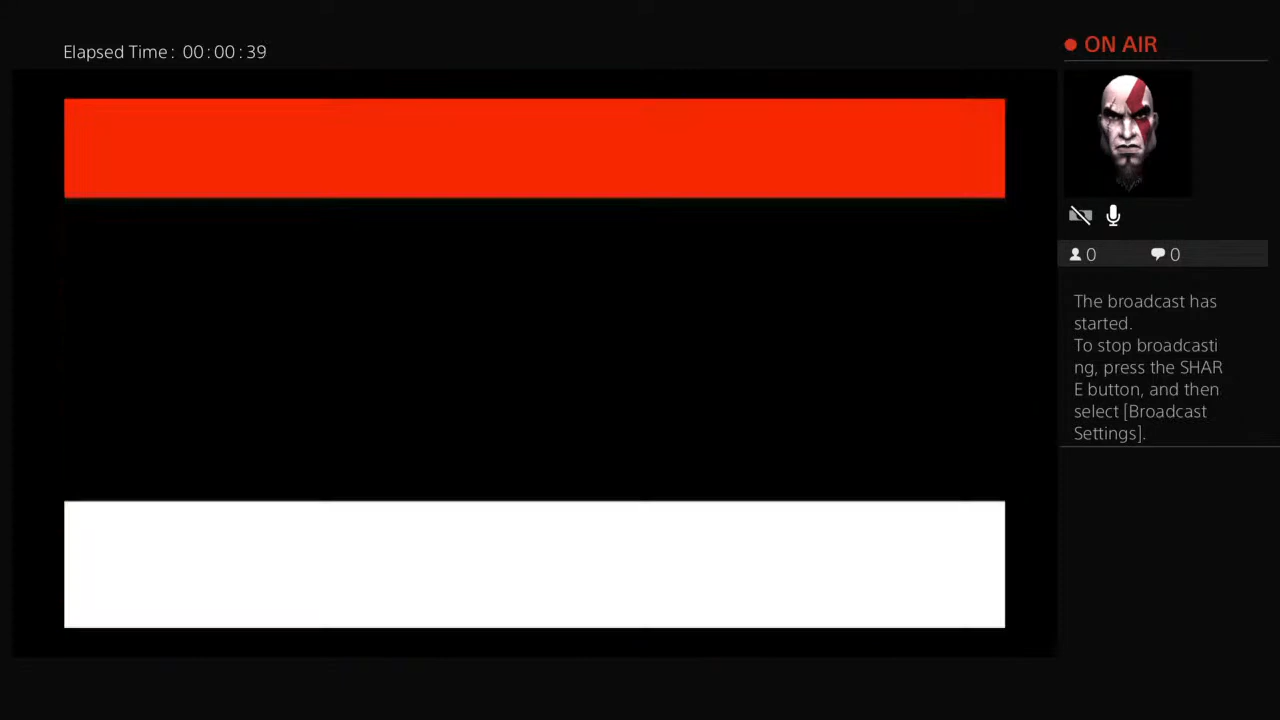 Elapsed Time: 00:00:39
ON AIR
0 0
The broadcast has
started.
To stop broadcasti
ng, press the SHAR
E button, and then
select [Broadcast
Settings].